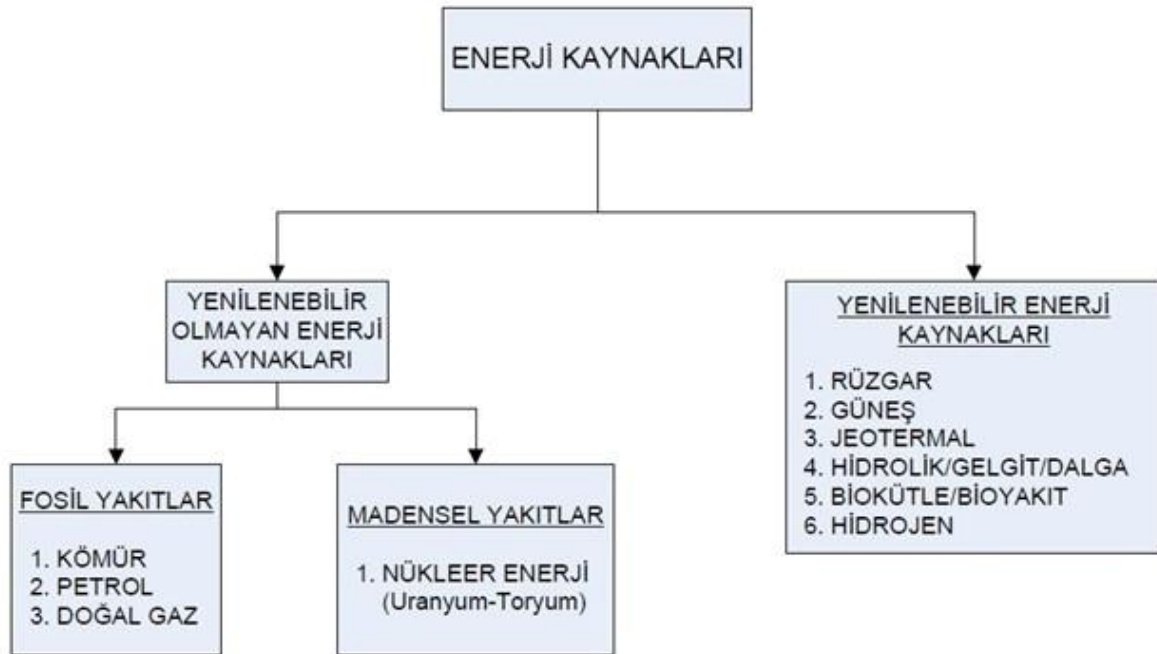 ENERJİ KAYNAKLARI
YENİLENEBİLİR
OLMAYAN ENERJİ
KAYNAKLARI
FOSİL YAKITLAR
1. KÖMÜR
2. PETROL
3. DOĞAL GAZ
MADENSEL YAKITLAR
1. NÜKLEER ENERJİ
(Uranyum-Toryum)
YENİLENEBİLİR ENERJİ
KAYNAKLARI
1. RÜZGAR
2. GÜNEŞ
3. JEOTERMAL
4. HİDROLİK/GELGİT/DALGA
5. BİOKÜTLE/BİOYAKIT
6. HİDROJEN